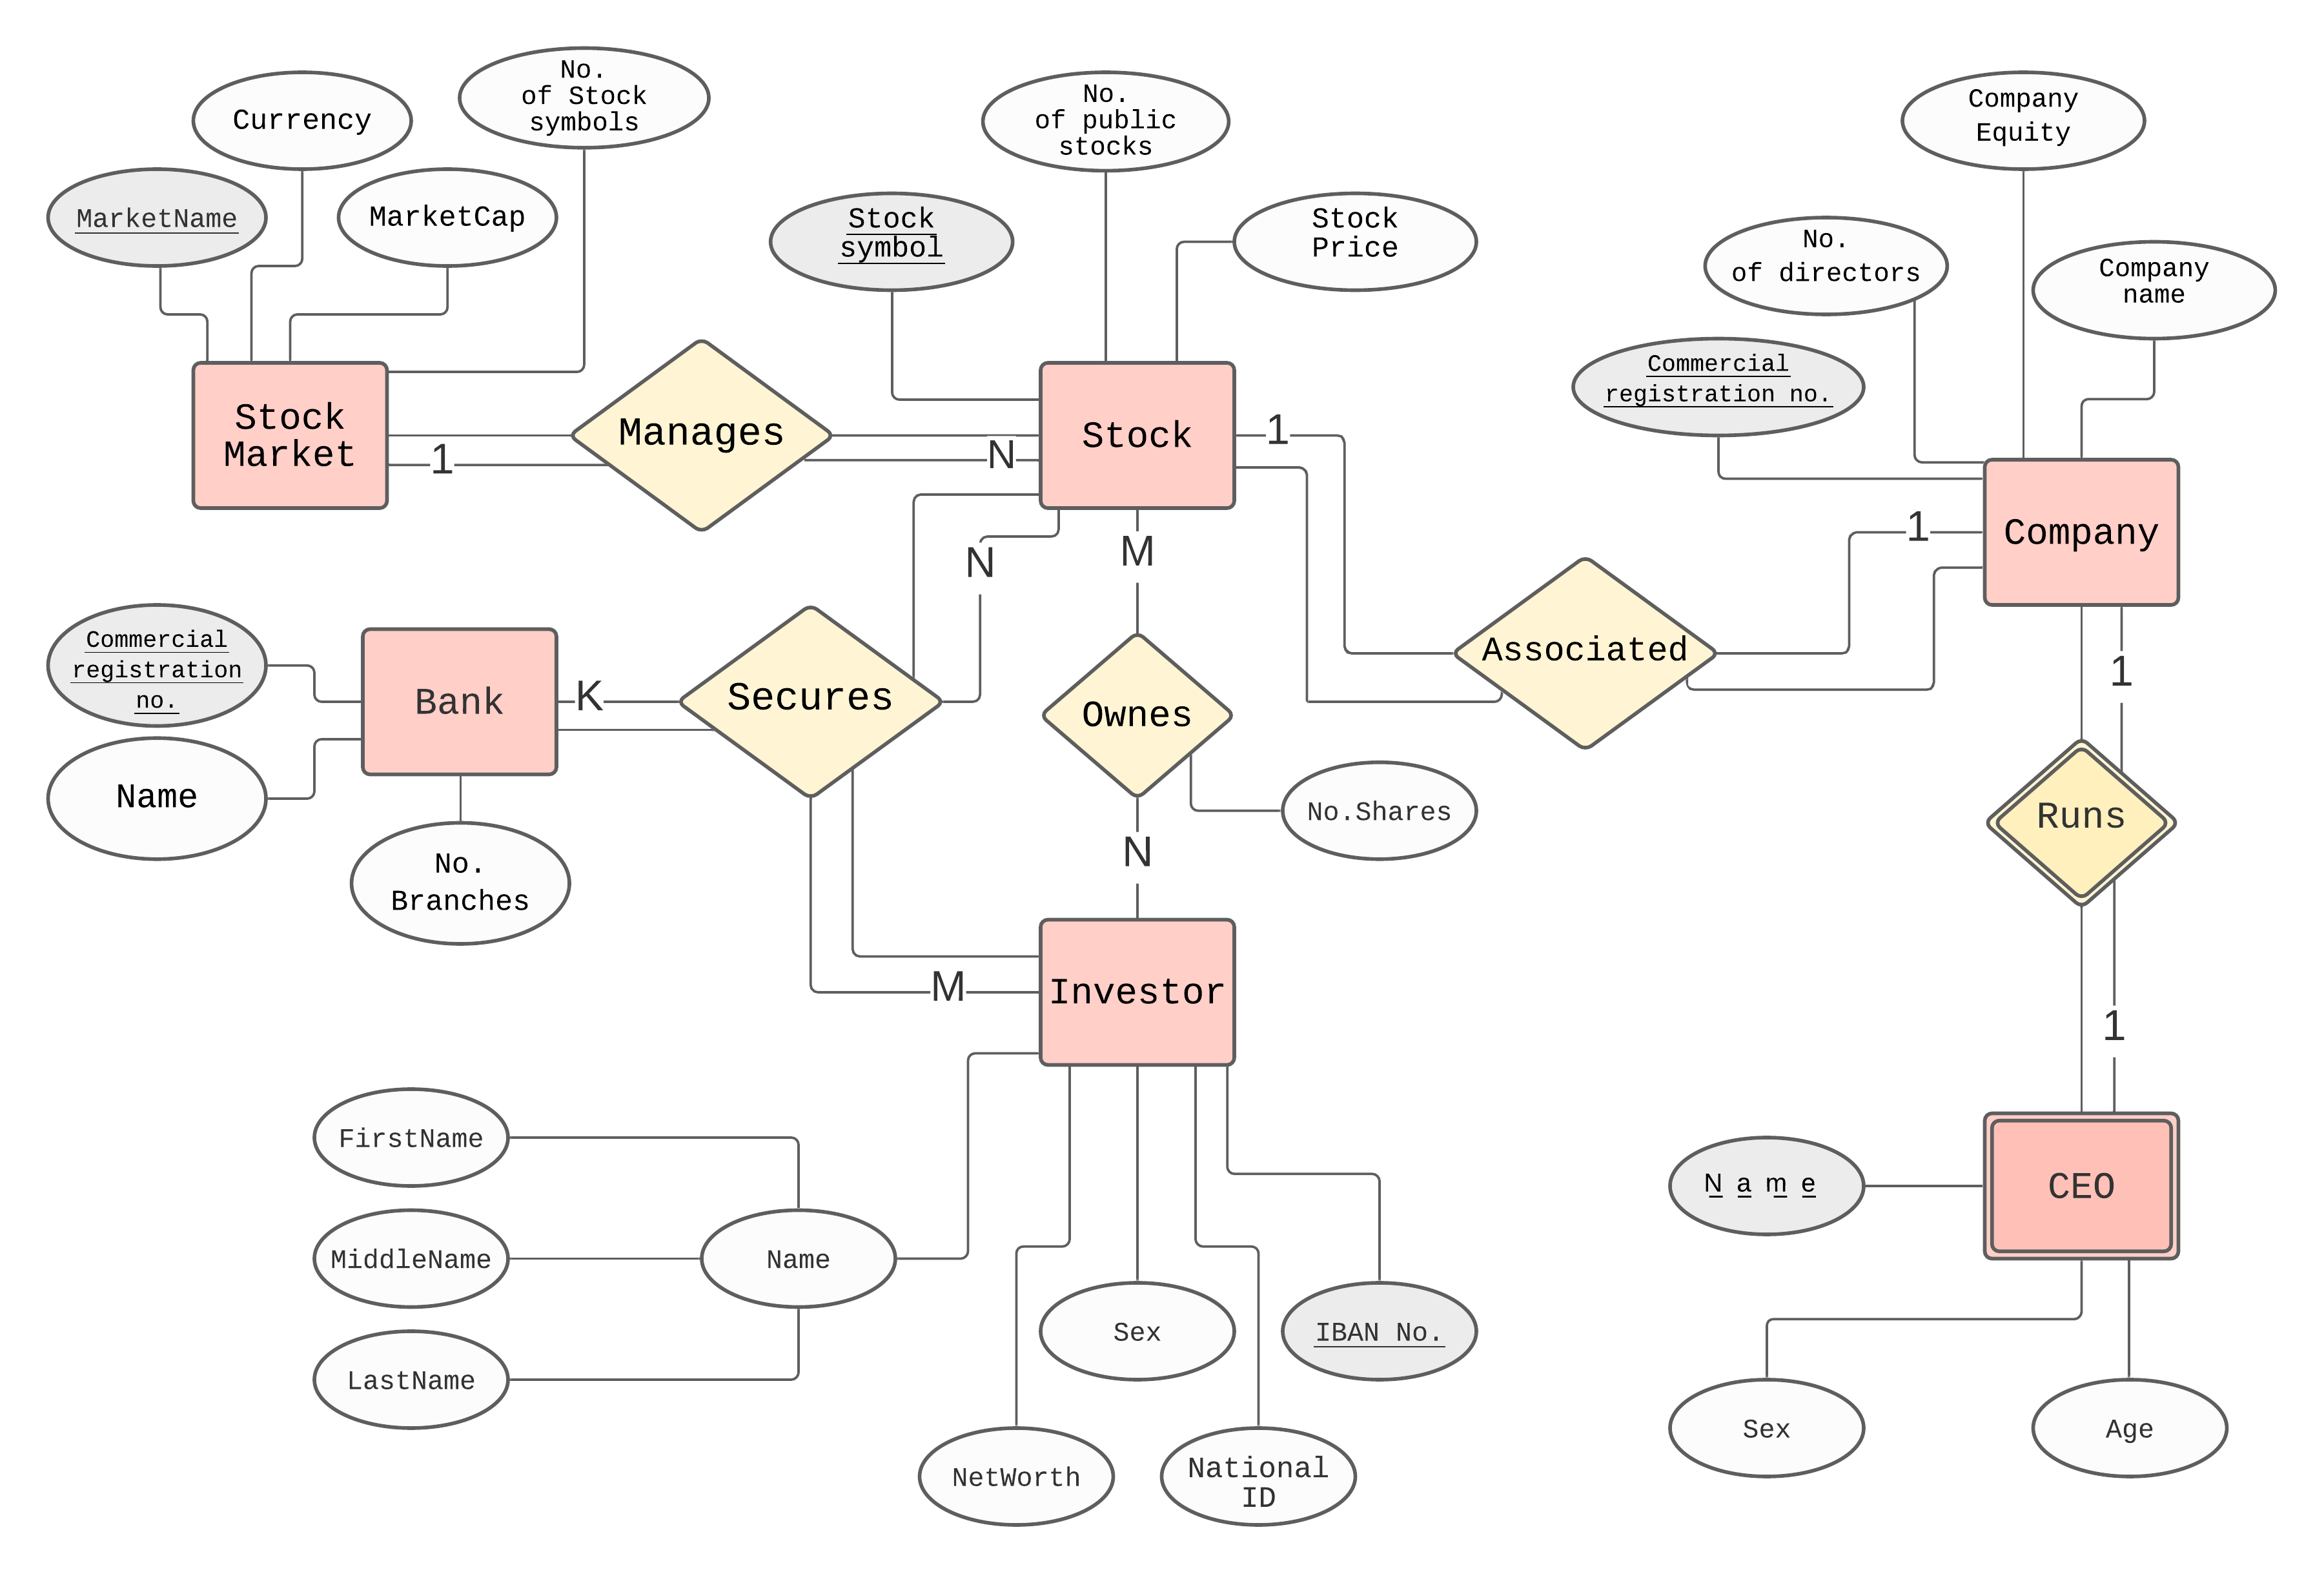 No.
of Stock
symbols
Currency
MarketName
MarketCap
No.
of public
stocks
Stock
symbol
Stock
Price
Company
Equity
No.
of directors
Company
name
Commercial
registration no.
Stock
Market
1
Manages
N
Stock
1
1
Company
N
M
Associated
1
Commercial
registration
no.
Name
Bank
K
Secures
Ownes
No.Shares
No.
Branches
N
Runs
M
Investor
1
FirstName
MiddleName
LastName
Name
NetWorth
Sex
National
ID
IBAN No.
N a m e
CEO
Sex
Age